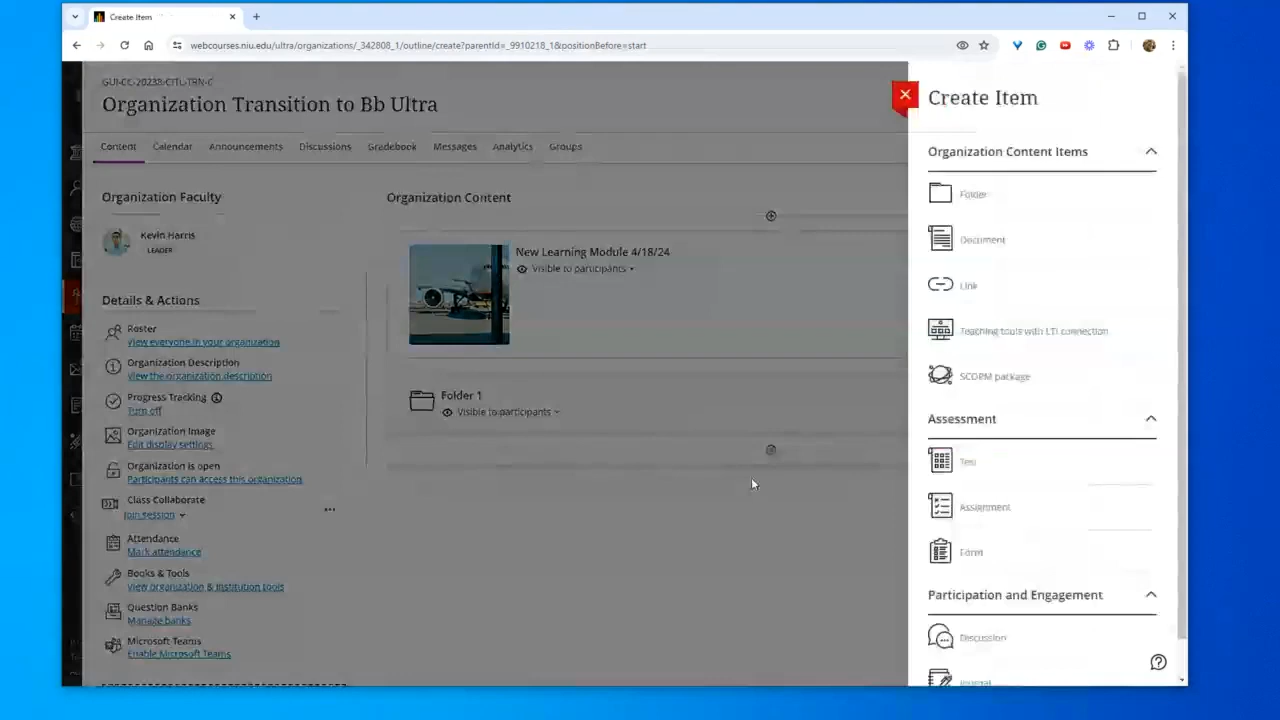 Create Item
webcourses.niu.edu/ultra/organizations/_342808_1/outline/create?parentId=_9910218_1&positionBefore=start
Organization Transition to Bb Ultra
Content
Calendar
Announcements
Discussions
Gradebook
Messages
Analytics
Groups
Organization Faculty
Kevin Harris
LEADER
Details & Actions
Roster
View everyone in your organization
Organization Description
View the organization description
Progress Tracking
Turn off
Organization Image
Edit display settings
Organization is open
Participants can access this organization
Class Collaborate
Join session
Attendance
Mark attendance
Books & Tools
View organization & institution tools
Question Banks
Manage banks
Microsoft Teams
Enable Microsoft Teams
Organization Content
New Learning Module 4/18/24
Visible to participants
Folder 1
Visible to participants
Create Item
Organization Content Items
Folder
Document
Link
Teaching tools with LTI connection
SCORM package
Assessment
Test
Assignment
Form
Participation and Engagement
Discussion
Journal